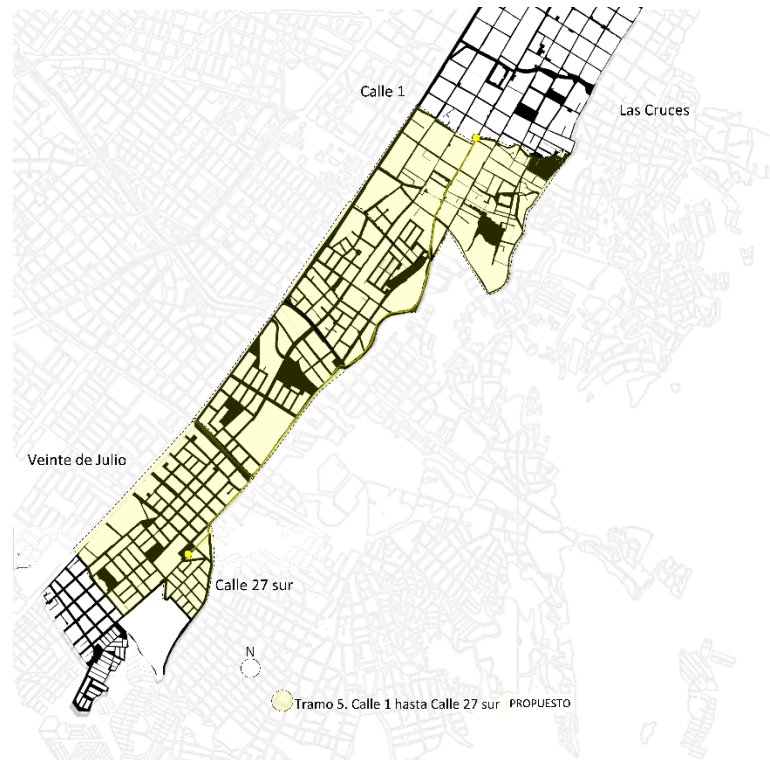 Calle 1
Las Cruces
Veinte de Julio
Calle 27 sur
N
Tramo 5. Calle 1 hasta Calle 27 sur | PROPUESTO